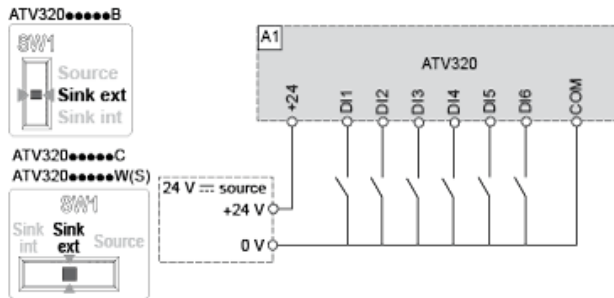 ATV320●●●●●B
SW1
Source
Sink ext
Sink int
ATV320●●●●●C
ATV320●●●●●W(S)
SW1
Sink int
Sink ext
Source
A1
ATV320
+24
DI1
DI2
DI3
DI4
DI5
DI6
COM
24 V ⎓ source
+24 V
0 V